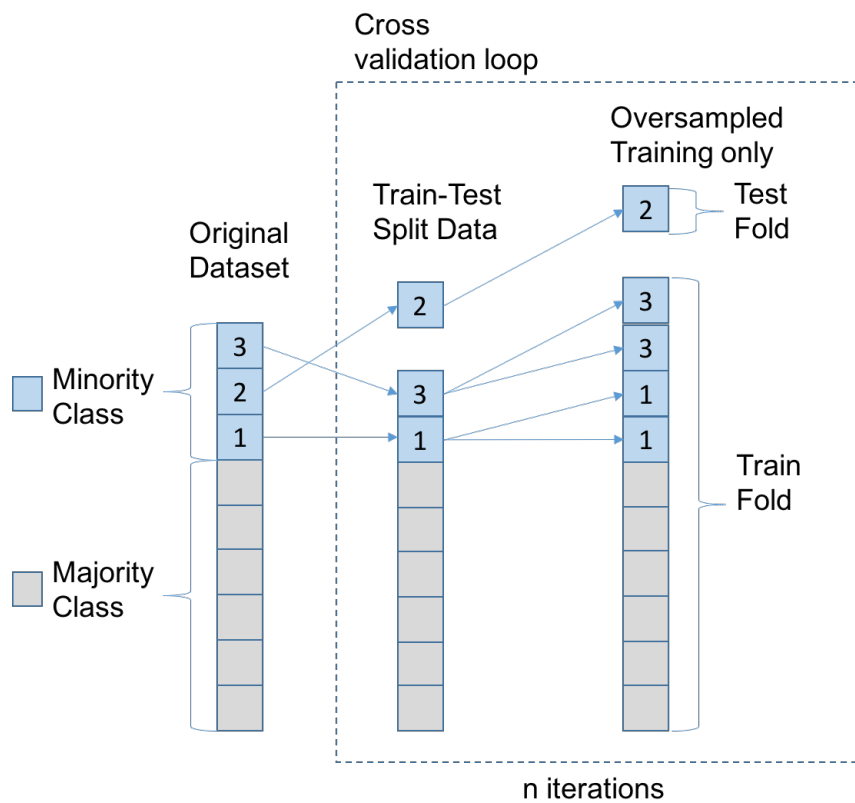 Cross
validation loop
Oversampled
Training only
Train-Test
Split Data
Original
Dataset
2
Test
Fold
2
3
3
3
3
Minority
Class
2
1
1
1
1
Train
Fold
Majority
Class
n iterations